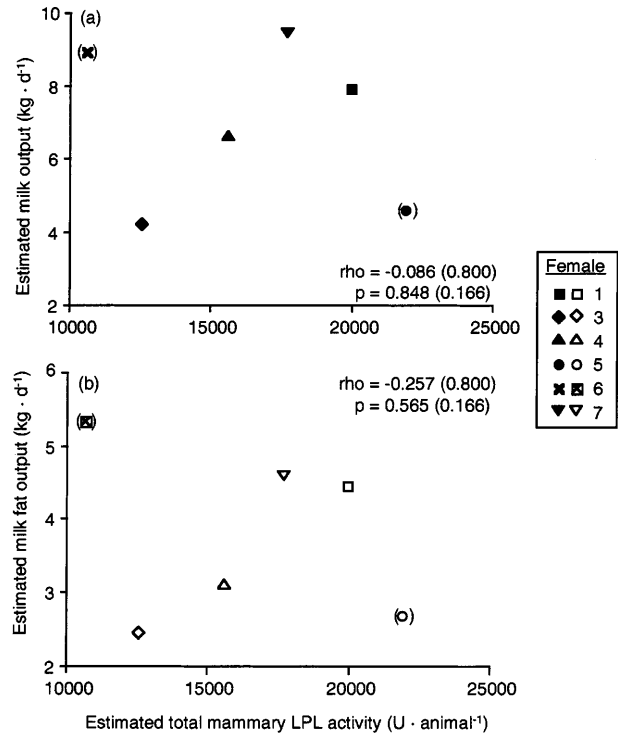 (a)
Estimated milk output (kg · d⁻¹)
10
8
6
4
2
( )
( )
rho = -0.086 (0.800)
p = 0.848 (0.166)
10000 15000 20000 25000
Female
1
3
4
5
6
7
(b)
Estimated milk fat output (kg · d⁻¹)
6
5
4
3
2
( )
( )
rho = -0.257 (0.800)
p = 0.565 (0.166)
10000 15000 20000 25000
Estimated total mammary LPL activity (U · animal⁻¹)